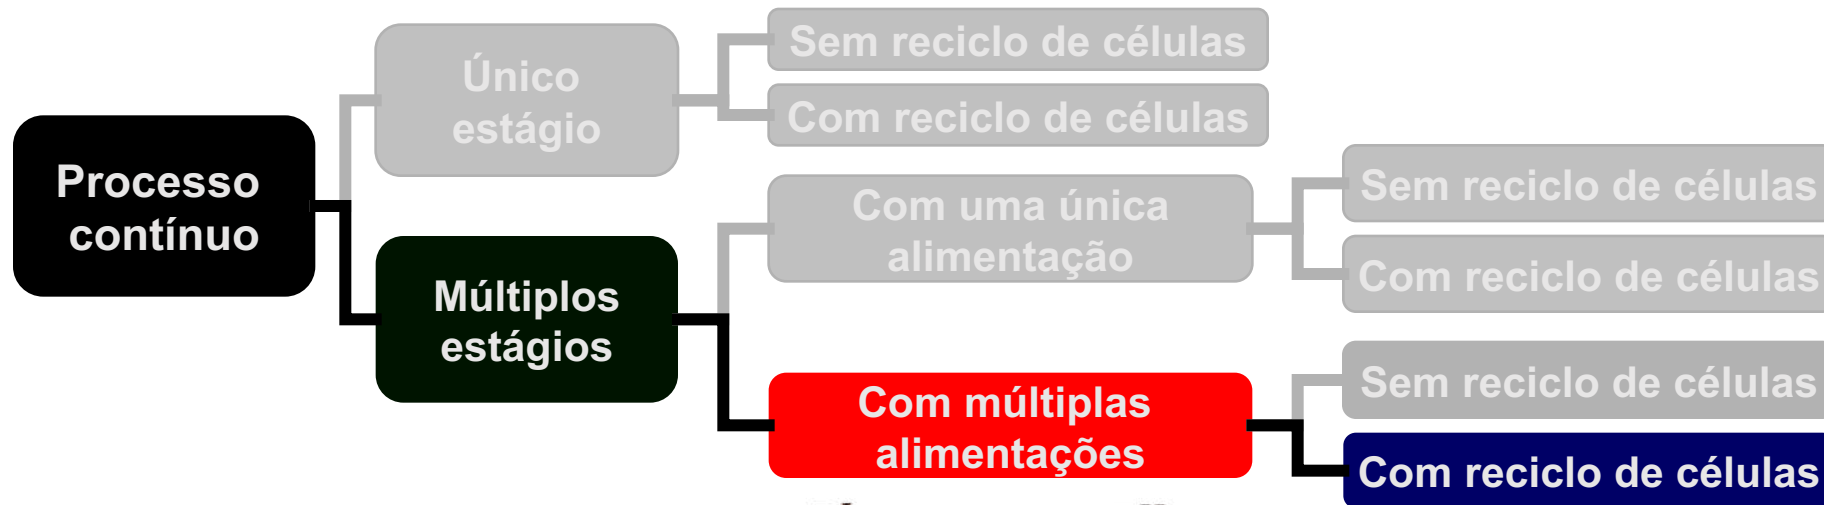 Processo
contínuo
Único
estágio
Sem reciclo de células
Com reciclo de células
Múltiplos
estágios
Com uma única
alimentação
Sem reciclo de células
Com reciclo de células
Com múltiplas
alimentações
Sem reciclo de células
Com reciclo de células